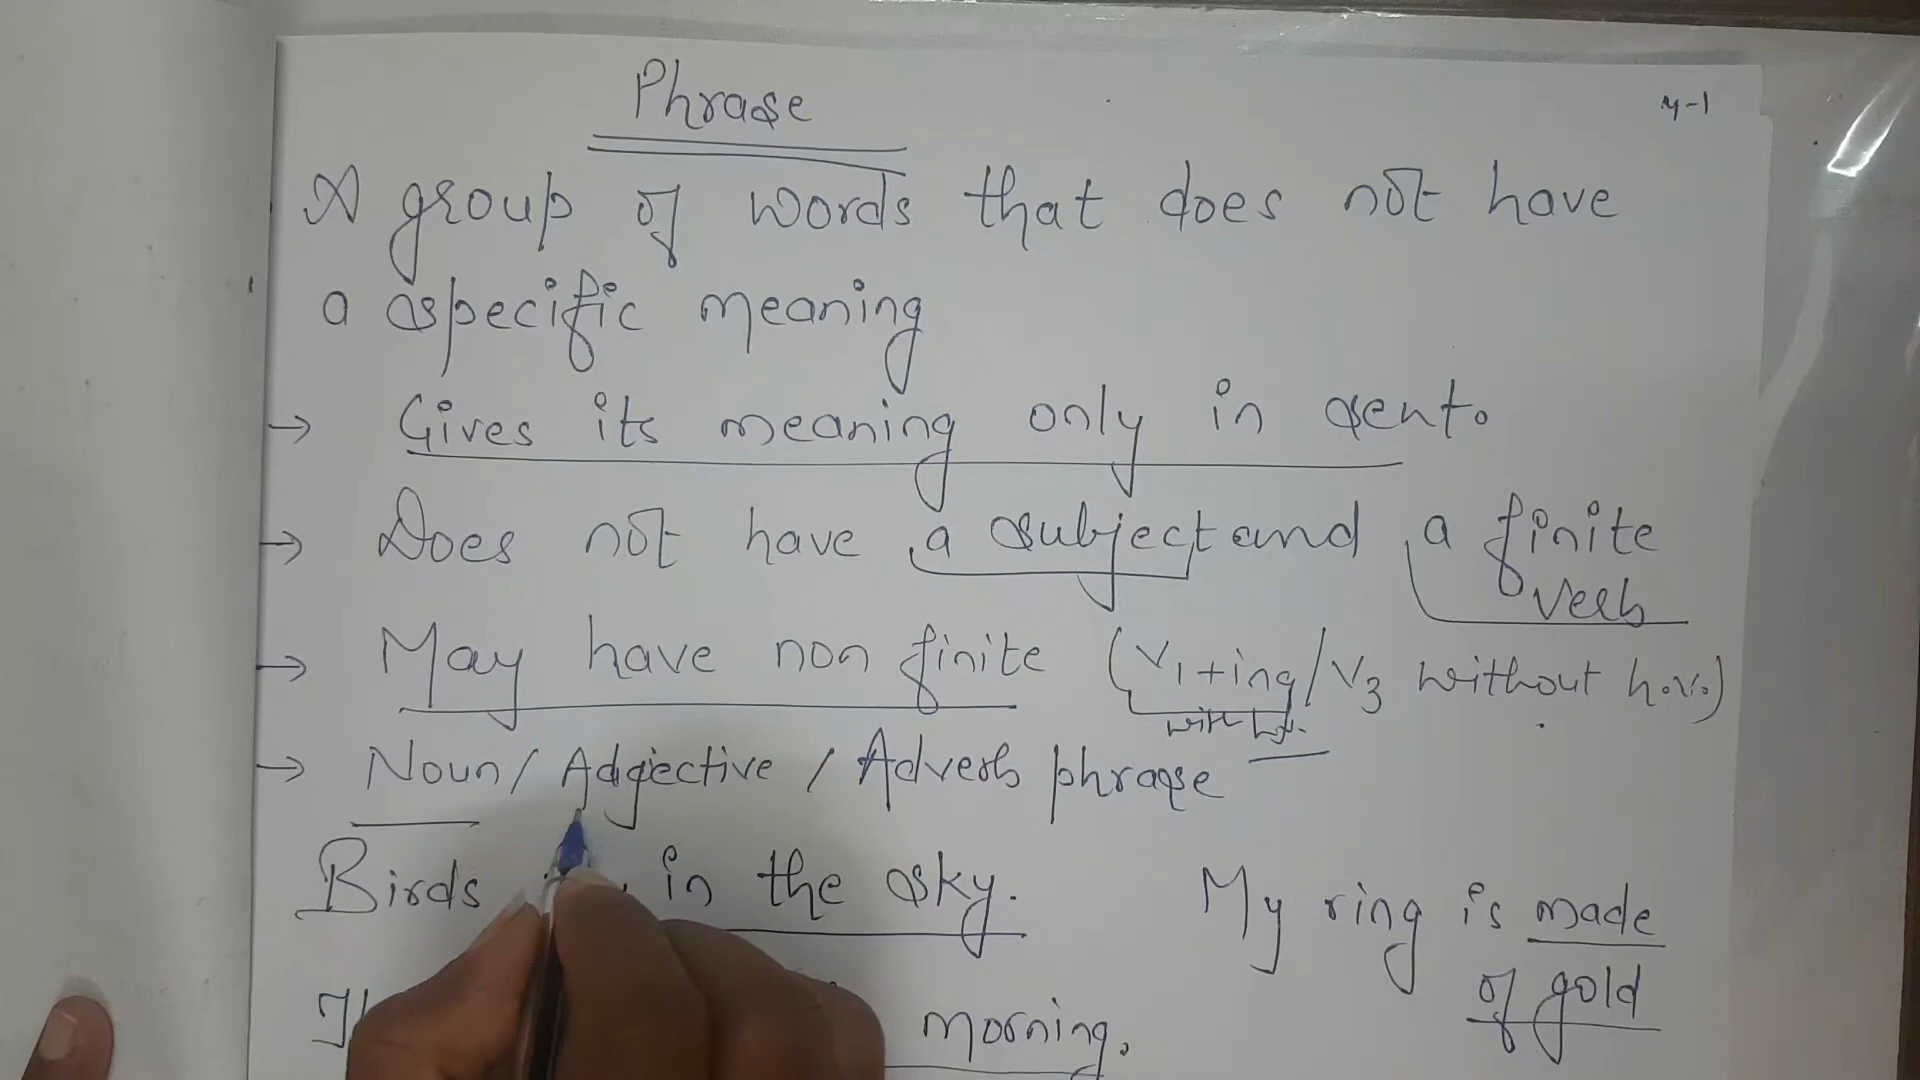 Phrase
A group of words that does not have
a specific meaning
→ Gives its meaning only in sent.
→ Does not have a subject and a finite
verb
→ May have non finite (V1+ing/V3 without h.v.)
with
→ Noun / Adjective / Adverb phrase
Birds in the sky.
My ring is made
of gold
morning.